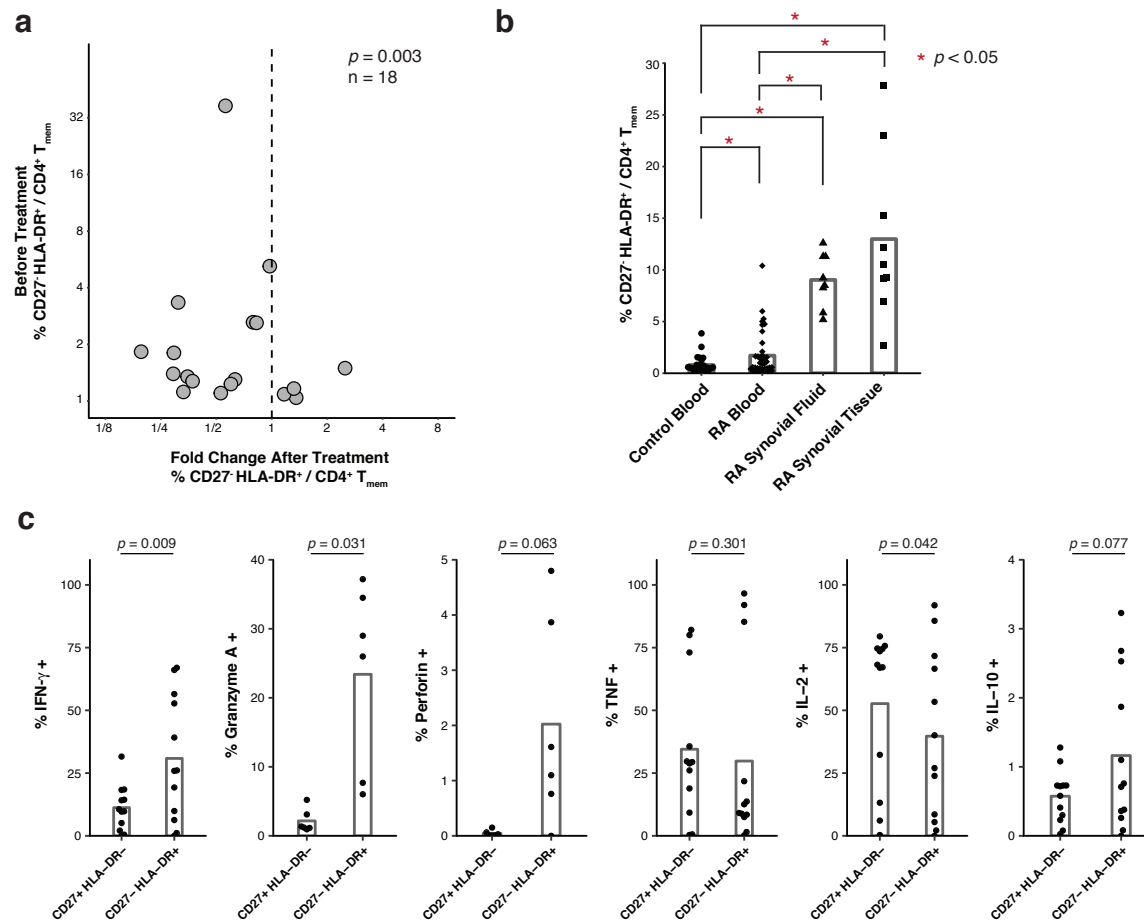 a
p = 0.003
n = 18
Before Treatment
% CD27- HLA-DR+ / CD4+ Tmem
32
16
8
4
2
1
1/8
1/4
1/2
1
2
4
8
Fold Change After Treatment
% CD27- HLA-DR+ / CD4+ Tmem
b
* p < 0.05
*
*
*
*
*
% CD27- HLA-DR+ / CD4+ Tmem
30
25
20
15
10
5
0
Control Blood
RA Blood
RA Synovial Fluid
RA Synovial Tissue
c
p = 0.009
% IFN-γ +
100
75
50
25
0
CD27+ HLA−DR−
CD27− HLA−DR+
p = 0.031
% Granzyme A +
40
30
20
10
0
CD27+ HLA−DR−
CD27− HLA−DR+
p = 0.063
% Perforin +
5
4
3
2
1
0
CD27+ HLA−DR−
CD27− HLA−DR+
p = 0.301
% TNF +
100
75
50
25
0
CD27+ HLA−DR−
CD27− HLA−DR+
p = 0.042
% IL−2 +
100
75
50
25
0
CD27+ HLA−DR−
CD27− HLA−DR+
p = 0.077
% IL−10 +
4
3
2
1
0
CD27+ HLA−DR−
CD27− HLA−DR+